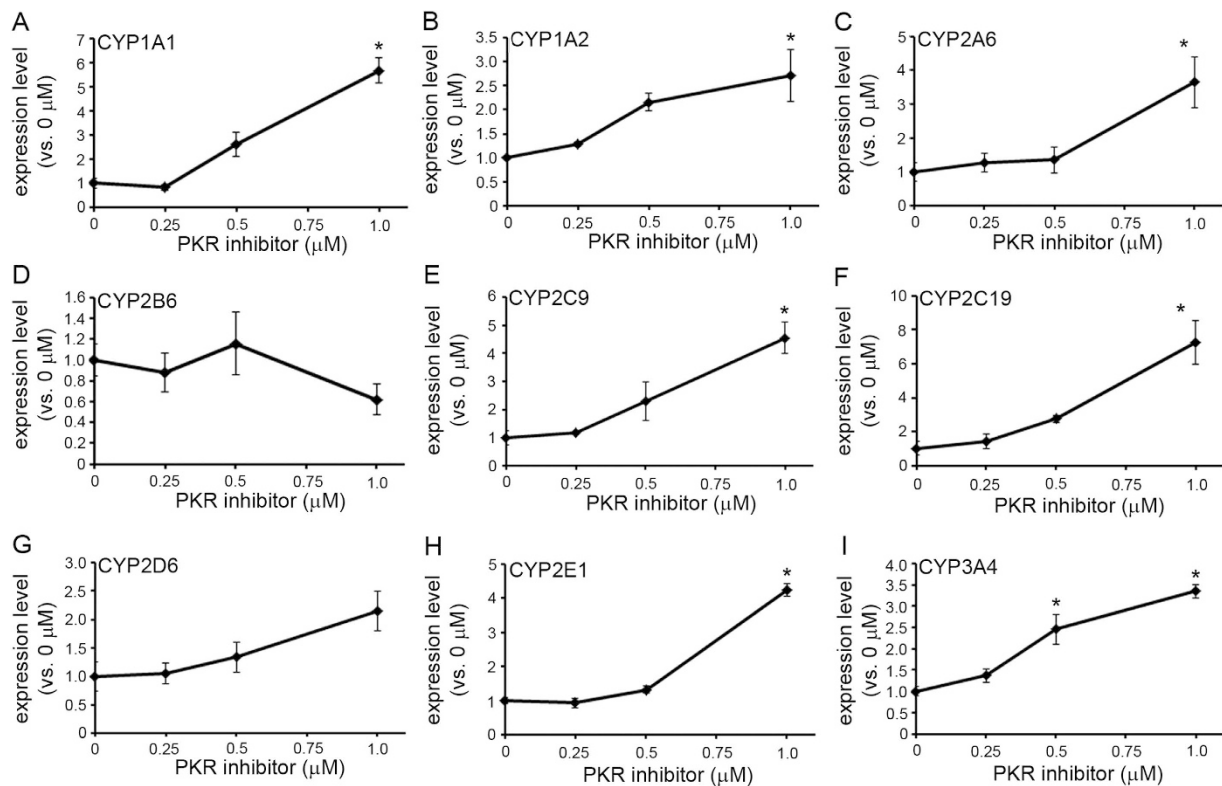 A
CYP1A1
expression level
(vs. 0 μM)
7
6
5
4
3
2
1
0
*
0 0.25 0.5 0.75 1.0
PKR inhibitor (μM)
B
CYP1A2
expression level
(vs. 0 μM)
3.5
3.0
2.5
2.0
1.5
1.0
0.5
0
*
0 0.25 0.5 0.75 1.0
PKR inhibitor (μM)
C
CYP2A6
expression level
(vs. 0 μM)
5
4
3
2
1
0
*
0 0.25 0.5 0.75 1.0
PKR inhibitor (μM)
D
CYP2B6
expression level
(vs. 0 μM)
1.6
1.4
1.2
1.0
0.8
0.6
0.4
0.2
0
0 0.25 0.5 0.75 1.0
PKR inhibitor (μM)
E
CYP2C9
expression level
(vs. 0 μM)
6
5
4
3
2
1
0
*
0 0.25 0.5 0.75 1.0
PKR inhibitor (μM)
F
CYP2C19
expression level
(vs. 0 μM)
10
8
6
4
2
0
*
0 0.25 0.5 0.75 1.0
PKR inhibitor (μM)
G
CYP2D6
expression level
(vs. 0 μM)
3.0
2.5
2.0
1.5
1.0
0.5
0
0 0.25 0.5 0.75 1.0
PKR inhibitor (μM)
H
CYP2E1
expression level
(vs. 0 μM)
5
4
3
2
1
0
*
0 0.25 0.5 0.75 1.0
PKR inhibitor (μM)
I
CYP3A4
expression level
(vs. 0 μM)
4.0
3.5
3.0
2.5
2.0
1.5
1.0
0.5
0
* *
0 0.25 0.5 0.75 1.0
PKR inhibitor (μM)